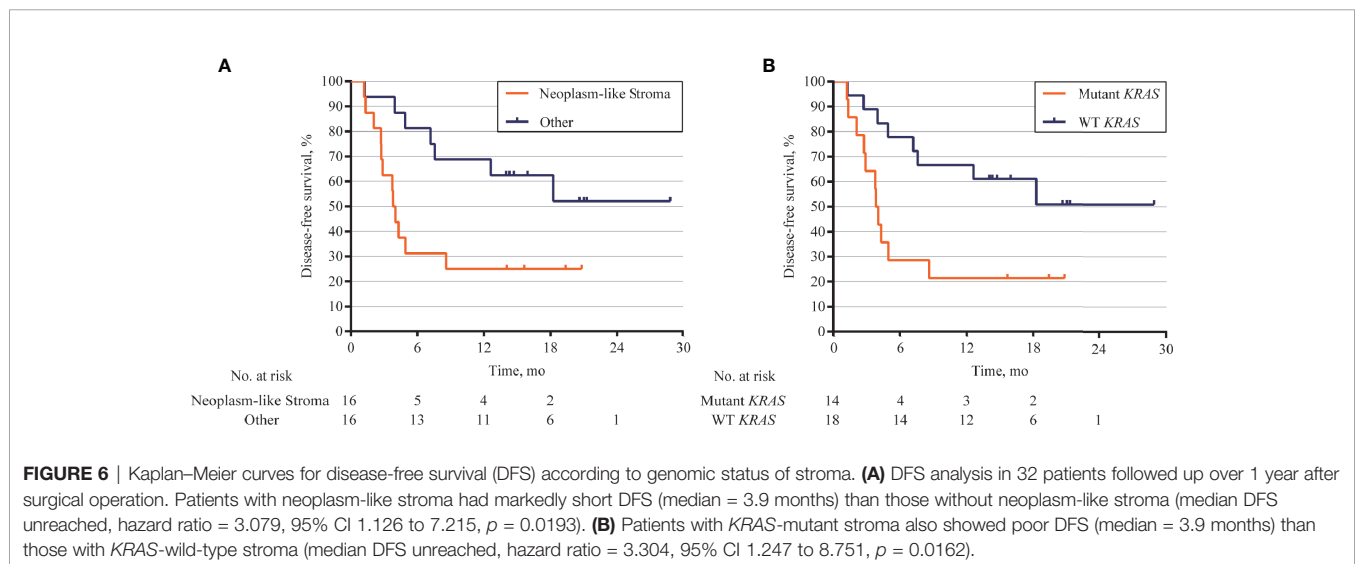 A
B
100
90
80
70
60
50
40
30
20
10
0
Disease-free survival, %
Neoplasm-like Stroma
Other
0 6 12 18 24 30
Time, mo
No. at risk
Neoplasm-like Stroma 16 5 4 2
Other 16 13 11 6 1
100
90
80
70
60
50
40
30
20
10
0
Disease-free survival, %
Mutant KRAS
WT KRAS
0 6 12 18 24 30
Time, mo
No. at risk
Mutant KRAS 14 4 3 2
WT KRAS 18 14 12 6 1
FIGURE 6 | Kaplan–Meier curves for disease-free survival (DFS) according to genomic status of stroma. (A) DFS analysis in 32 patients followed up over 1 year after
surgical operation. Patients with neoplasm-like stroma had markedly short DFS (median = 3.9 months) than those without neoplasm-like stroma (median DFS
unreached, hazard ratio = 3.079, 95% CI 1.126 to 7.215, p = 0.0193). (B) Patients with KRAS-mutant stroma also showed poor DFS (median = 3.9 months) than
those with KRAS-wild-type stroma (median DFS unreached, hazard ratio = 3.304, 95% CI 1.247 to 8.751, p = 0.0162).